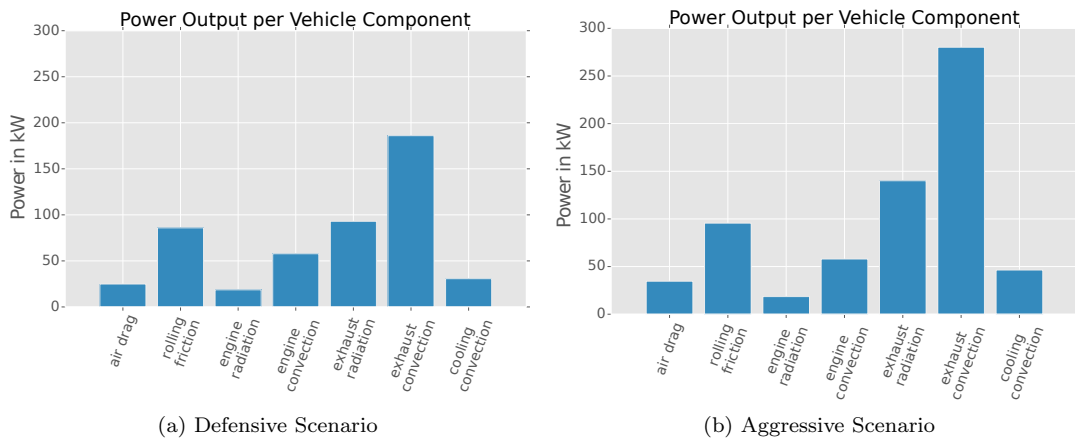 Power Output per Vehicle Component
300
250
200
150
100
50
0
Power in kW
air drag
rolling
friction
engine
radiation
engine
convection
exhaust
radiation
exhaust
convection
cooling
convection
(a) Defensive Scenario
Power Output per Vehicle Component
300
250
200
150
100
50
0
Power in kW
air drag
rolling
friction
engine
radiation
engine
convection
exhaust
radiation
exhaust
convection
cooling
convection
(b) Aggressive Scenario